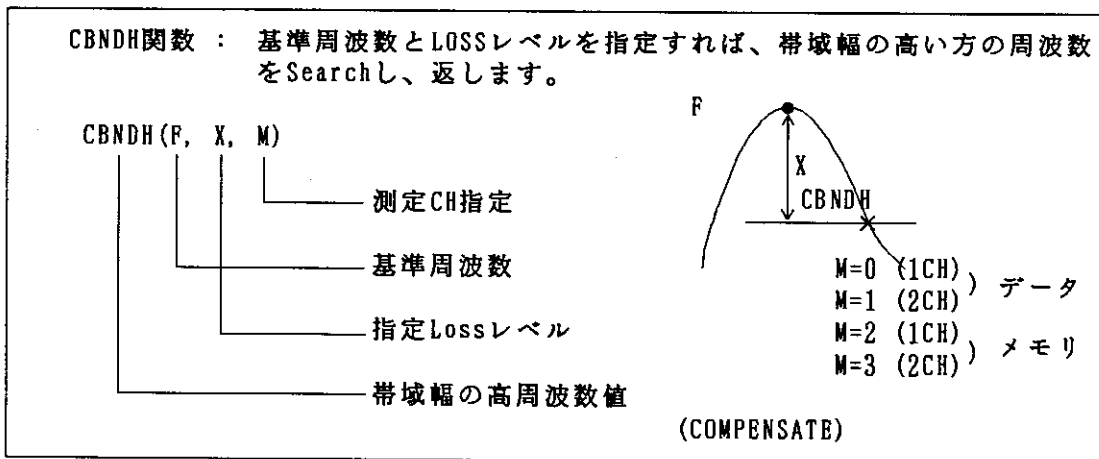 CBNDH関数 : 基準周波数とLOSSレベルを指定すれば、帯域幅の高い方の周波数
をSearchし、返します。
CBNDH(F, X, M)
測定CH指定
基準周波数
指定Lossレベル
帯域幅の高周波数値
F
X
CBNDH
M=0 (1CH)
M=1 (2CH) ) データ
M=2 (1CH)
M=3 (2CH) ) メモリ
(COMPENSATE)